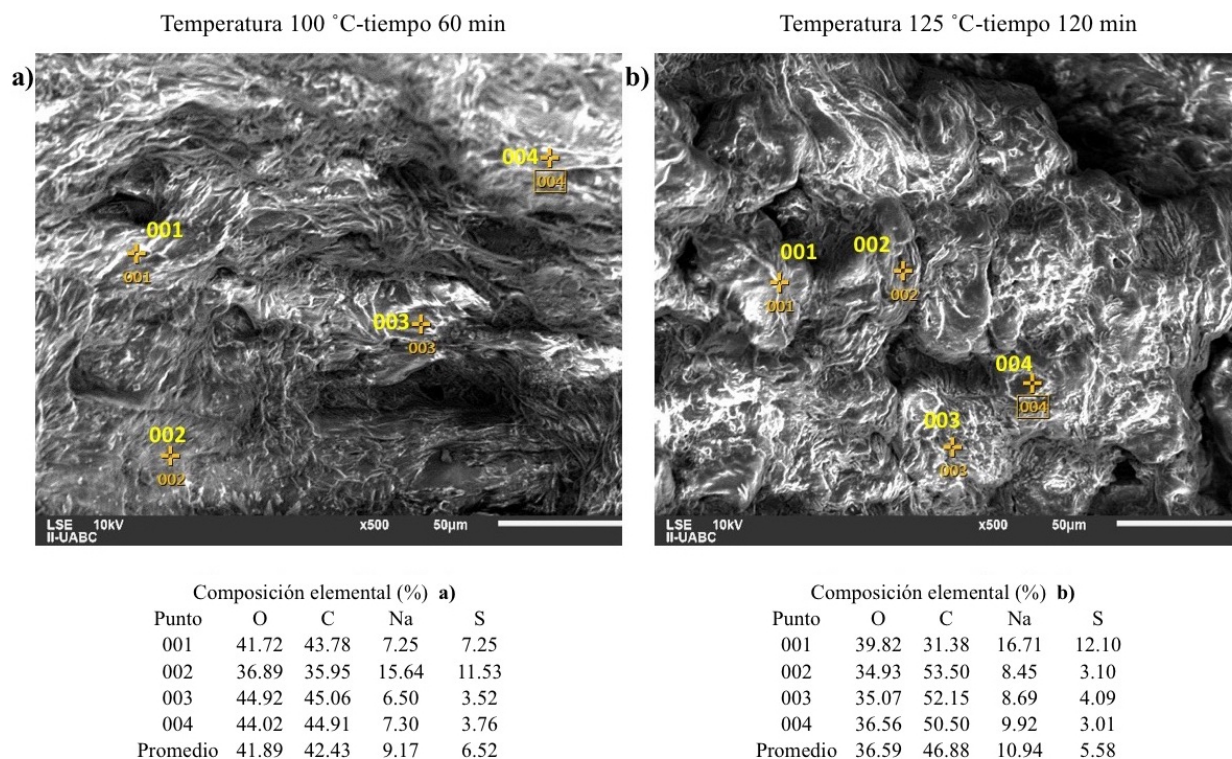 Temperatura 100 ˚C-tiempo 60 min
Temperatura 125 ˚C-tiempo 120 min
a)
004
004
001
001
003
003
002
002
LSE 10kV x500 50μm
II-UABC
b)
001
001
002
002
004
004
003
003
LSE 10kV x500 50μm
II-UABC
Composición elemental (%) a)
Punto O C Na S
001 41.72 43.78 7.25 7.25
002 36.89 35.95 15.64 11.53
003 44.92 45.06 6.50 3.52
004 44.02 44.91 7.30 3.76
Promedio 41.89 42.43 9.17 6.52
Composición elemental (%) b)
Punto O C Na S
001 39.82 31.38 16.71 12.10
002 34.93 53.50 8.45 3.10
003 35.07 52.15 8.69 4.09
004 36.56 50.50 9.92 3.01
Promedio 36.59 46.88 10.94 5.58